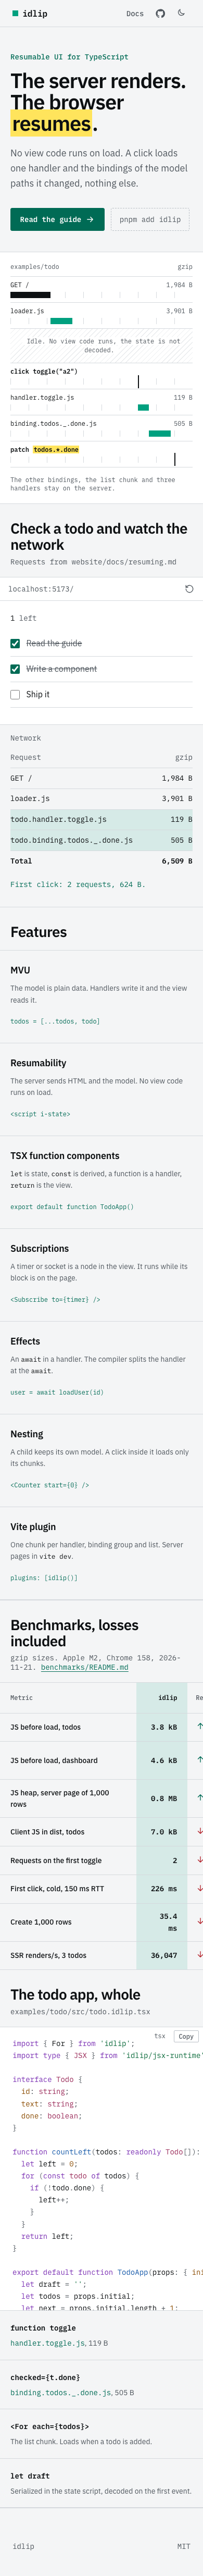 idlip
Docs
Resumable UI for TypeScript
The server renders.
The browser
resumes.
No view code runs on load. A click loads
one handler and the bindings of the model
paths it changed, nothing else.
Read the guide →
pnpm add idlip
examples/todo gzip
GET / 1,984 B
loader.js 3,901 B
Idle. No view code runs, the state is not
decoded.
click toggle("a2")
handler.toggle.js 119 B
binding.todos._.done.js 505 B
patch todos.*.done
The other bindings, the list chunk and three
handlers stay on the server.
Check a todo and watch the
network
Requests from website/docs/resuming.md
localhost:5173/
1 left
Read the guide
Write a component
Ship it
Network
Request gzip
GET / 1,984 B
loader.js 3,901 B
todo.handler.toggle.js 119 B
todo.binding.todos._.done.js 505 B
Total 6,509 B
First click: 2 requests, 624 B.
Features
MVU
The model is plain data. Handlers write it and the view
reads it.
todos = [...todos, todo]
Resumability
The server sends HTML and the model. No view code
runs on load.
<script i-state>
TSX function components
let is state, const is derived, a function is a handler,
return is the view.
export default function TodoApp()
Subscriptions
A timer or socket is a node in the view. It runs while its
block is on the page.
<Subscribe to={timer} />
Effects
An await in a handler. The compiler splits the handler
at the await.
user = await loadUser(id)
Nesting
A child keeps its own model. A click inside it loads only
its chunks.
<Counter start={0} />
Vite plugin
One chunk per handler, binding group and list. Server
pages in vite dev.
plugins: [idlip()]
Benchmarks, losses
included
gzip sizes. Apple M2, Chrome 158, 2026-
11-21. benchmarks/README.md
Metric idlip Re
JS before load, todos 3.8 kB ↑
JS before load, dashboard 4.6 kB ↑
JS heap, server page of 1,000
rows 0.8 MB ↑
Client JS in dist, todos 7.0 kB ↓
Requests on the first toggle 2 ↓
First click, cold, 150 ms RTT 226 ms ↓
Create 1,000 rows 35.4
ms ↓
SSR renders/s, 3 todos 36,047 ↓
The todo app, whole
examples/todo/src/todo.idlip.tsx
tsx Copy
import { For } from 'idlip';
import type { JSX } from 'idlip/jsx-runtime'
interface Todo {
id: string;
text: string;
done: boolean;
}
function countLeft(todos: readonly Todo[]):
let left = 0;
for (const todo of todos) {
if (!todo.done) {
left++;
}
}
return left;
}
export default function TodoApp(props: { ini
let draft = '';
let todos = props.initial;
let next = props.initial.length + 1;
function toggle
handler.toggle.js, 119 B
checked={t.done}
binding.todos._.done.js, 505 B
<For each={todos}>
The list chunk. Loads when a todo is added.
let draft
Serialized in the state script, decoded on the first event.
idlip MIT